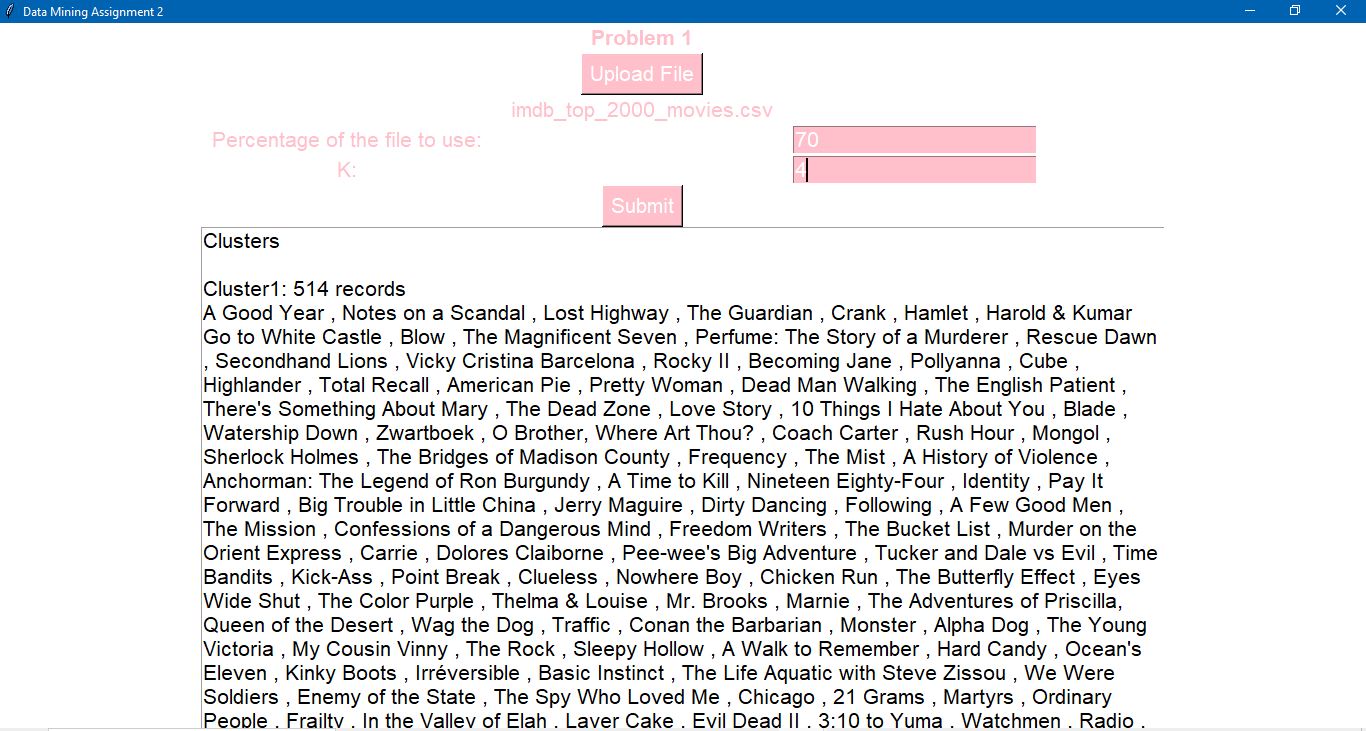 Data Mining Assignment 2
Problem 1
Upload File
imdb_top_2000_movies.csv
Percentage of the file to use: 70
K: 4
Submit
Clusters
Cluster1: 514 records
A Good Year , Notes on a Scandal , Lost Highway , The Guardian , Crank , Hamlet , Harold & Kumar
Go to White Castle , Blow , The Magnificent Seven , Perfume: The Story of a Murderer , Rescue Dawn
, Secondhand Lions , Vicky Cristina Barcelona , Rocky II , Becoming Jane , Pollyanna , Cube ,
Highlander , Total Recall , American Pie , Pretty Woman , Dead Man Walking , The English Patient ,
There's Something About Mary , The Dead Zone , Love Story , 10 Things I Hate About You , Blade ,
Watership Down , Zwartboek , O Brother, Where Art Thou? , Coach Carter , Rush Hour , Mongol ,
Sherlock Holmes , The Bridges of Madison County , Frequency , The Mist , A History of Violence ,
Anchorman: The Legend of Ron Burgundy , A Time to Kill , Nineteen Eighty-Four , Identity , Pay It
Forward , Big Trouble in Little China , Jerry Maguire , Dirty Dancing , Following , A Few Good Men ,
The Mission , Confessions of a Dangerous Mind , Freedom Writers , The Bucket List , Murder on the
Orient Express , Carrie , Dolores Claiborne , Pee-wee's Big Adventure , Tucker and Dale vs Evil , Time
Bandits , Kick-Ass , Point Break , Clueless , Nowhere Boy , Chicken Run , The Butterfly Effect , Eyes
Wide Shut , The Color Purple , Thelma & Louise , Mr. Brooks , Marnie , The Adventures of Priscilla,
Queen of the Desert , Wag the Dog , Traffic , Conan the Barbarian , Monster , Alpha Dog , The Young
Victoria , My Cousin Vinny , The Rock , Sleepy Hollow , A Walk to Remember , Hard Candy , Ocean's
Eleven , Kinky Boots , Irréversible , Basic Instinct , The Life Aquatic with Steve Zissou , We Were
Soldiers , Enemy of the State , The Spy Who Loved Me , Chicago , 21 Grams , Martyrs , Ordinary
People , Frailty , In the Valley of Elah , Layer Cake , Evil Dead II , 3:10 to Yuma , Watchmen , Radio ,